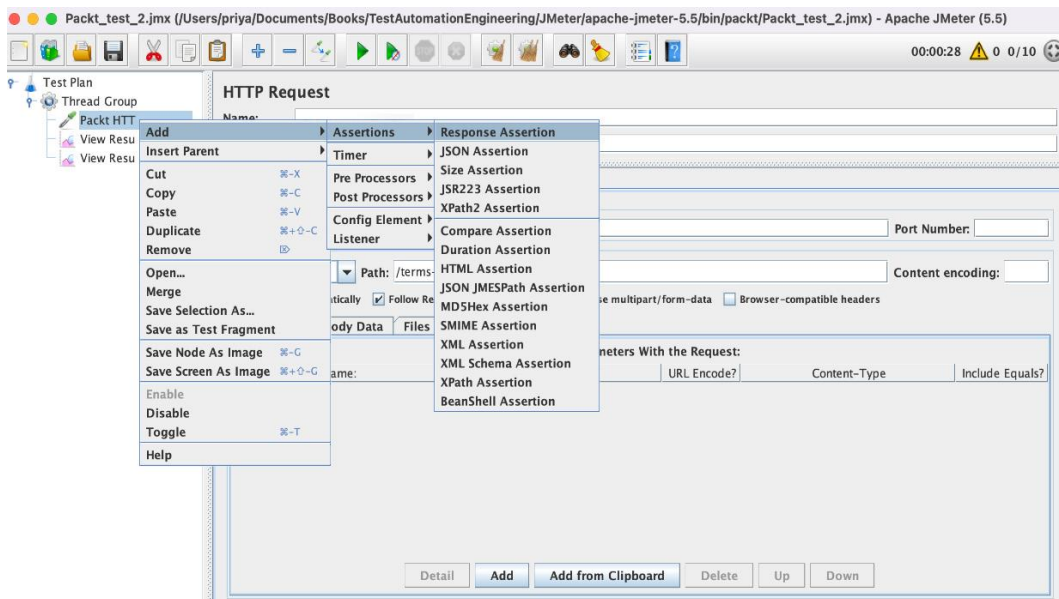 Packt_test_2.jmx (/Users/priya/Documents/Books/TestAutomationEngineering/JMeter/apache-jmeter-5.5/bin/packt/Packt_test_2.jmx) - Apache JMeter (5.5)
00:00:28 0 0/10
Test Plan
Thread Group
Packt HTT
View Resu
View Resu
HTTP Request
Name:
Add
Insert Parent
Cut ⌘-X
Copy ⌘-C
Paste ⌘-V
Duplicate ⌘+⇧-C
Remove ⌦
Open...
Merge
Save Selection As...
Save as Test Fragment
Save Node As Image ⌘-G
Save Screen As Image ⌘+⇧-G
Enable
Disable
Toggle ⌘-T
Help
Assertions
Timer
Pre Processors
Post Processors
Config Element
Listener
Response Assertion
JSON Assertion
Size Assertion
JSR223 Assertion
XPath2 Assertion
Compare Assertion
Duration Assertion
HTML Assertion
JSON JMESPath Assertion
MD5Hex Assertion
SMIME Assertion
XML Assertion
XML Schema Assertion
XPath Assertion
BeanShell Assertion
Port Number:
Path: /terms- Content encoding:
tically Follow Re se multipart/form-data Browser-compatible headers
ody Data Files
neters With the Request:
ame: URL Encode? Content-Type Include Equals?
Detail Add Add from Clipboard Delete Up Down